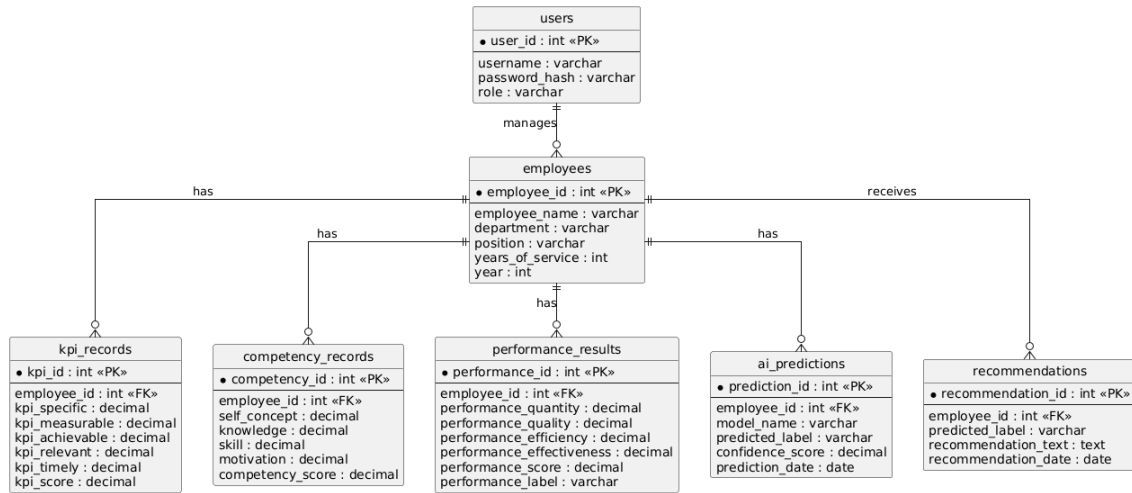 users
user_id : int «PK»
username : varchar
password_hash : varchar
role : varchar
manages
employees
employee_id : int «PK»
employee_name : varchar
department : varchar
position : varchar
years_of_service : int
year : int
has
has
has
has
receives
kpi_records
kpi_id : int «PK»
employee_id : int «FK»
kpi_specific : decimal
kpi_measurable : decimal
kpi_achievable : decimal
kpi_relevant : decimal
kpi_timely : decimal
kpi_score : decimal
competency_records
competency_id : int «PK»
employee_id : int «FK»
self_concept : decimal
knowledge : decimal
skill : decimal
motivation : decimal
competency_score : decimal
performance_results
performance_id : int «PK»
employee_id : int «FK»
performance_quantity : decimal
performance_quality : decimal
performance_efficiency : decimal
performance_effectiveness : decimal
performance_score : decimal
performance_label : varchar
ai_predictions
prediction_id : int «PK»
employee_id : int «FK»
model_name : varchar
predicted_label : varchar
confidence_score : decimal
prediction_date : date
recommendations
recommendation_id : int «PK»
employee_id : int «FK»
predicted_label : varchar
recommendation_text : text
recommendation_date : date